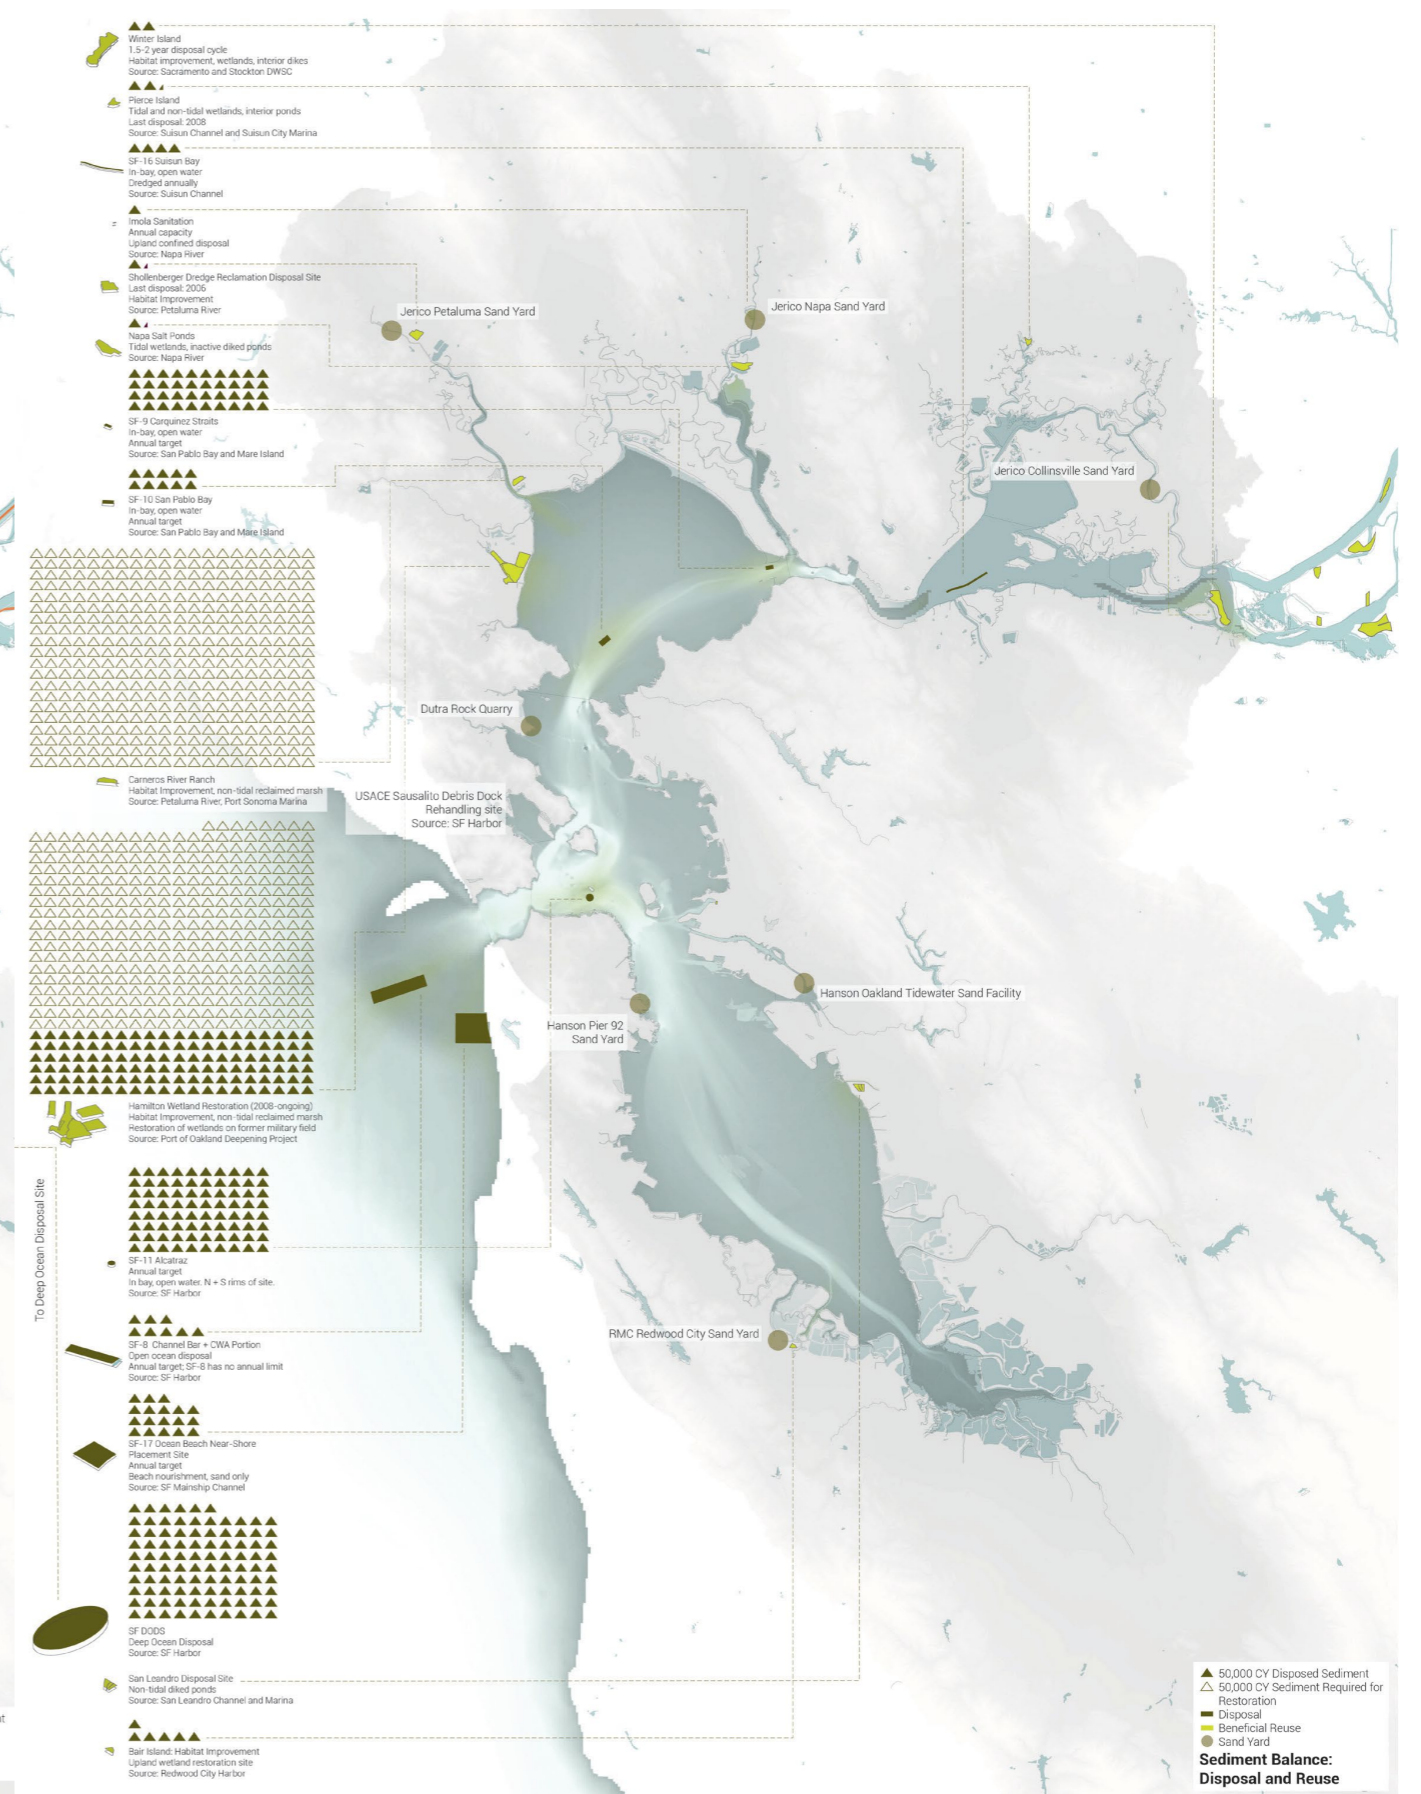 Winter Island
1.5-2 year disposal cycle
Habitat improvement, wetlands, interior dikes
Source: Sacramento and Stockton DWSC
Pierce Island
Tidal and non-tidal wetlands, interior ponds
Last disposal: 2008
Source: Suisun Channel and Suisun City Marina
SF-16 Suisun Bay
In-bay, open water
Dredged annually
Source: Suisun Channel
Imola Sanitation
Annual capacity
Upland confined disposal
Source: Napa River
Shollenberger Dredge Reclamation Disposal Site
Last disposal: 2006
Habitat Improvement
Source: Petaluma River
Napa Salt Ponds
Tidal wetlands, inactive diked ponds
Source: Napa River
SF-9 Carquinez Straits
In-bay, open water
Annual target
Source: San Pablo Bay and Mare Island
SF-10 San Pablo Bay
In-bay, open water
Annual target
Source: San Pablo Bay and Mare Island
Carneros River Ranch
Habitat Improvement, non-tidal reclaimed marsh
Source: Petaluma River, Port Sonoma Marina
Hamilton Wetland Restoration (2008-ongoing)
Habitat Improvement, non-tidal reclaimed marsh
Restoration of wetlands on former military field
Source: Port of Oakland Deepening Project
To Deep Ocean Disposal Site
SF-11 Alcatraz
Annual target
In bay, open water. N + S rims of site.
Source: SF Harbor
SF-8 Channel Bar + CWA Portion
Open ocean disposal
Annual target; SF-8 has no annual limit
Source: SF Harbor
SF-17 Ocean Beach Near-Shore
Placement Site
Annual target
Beach nourishment, sand only
Source: SF Mainship Channel
SF DODS
Deep Ocean Disposal
Source: SF Harbor
San Leandro Disposal Site
Non-tidal diked ponds
Source: San Leandro Channel and Marina
Bair Island: Habitat Improvement
Upland wetland restoration site
Source: Redwood City Harbor
Jerico Petaluma Sand Yard
Jerico Napa Sand Yard
Jerico Collinsville Sand Yard
Dutra Rock Quarry
USACE Sausalito Debris Dock
Rehandling site
Source: SF Harbor
Hanson Oakland Tidewater Sand Facility
Hanson Pier 92
Sand Yard
RMC Redwood City Sand Yard
50,000 CY Disposed Sediment
50,000 CY Sediment Required for
Restoration
Disposal
Beneficial Reuse
Sand Yard
Sediment Balance:
Disposal and Reuse